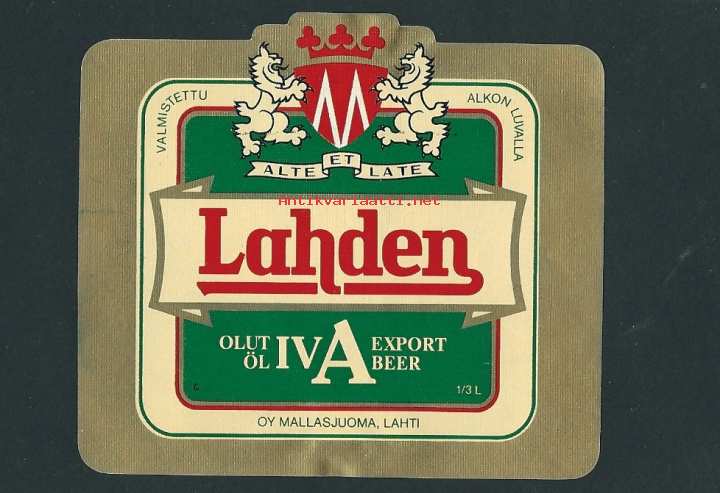 VALMISTETTU
ALKON LUVALLA
ALTE ET LATE
Antikvariaatti.net
Lahden
OLUT IVA EXPORT
ÖL BEER
1/3 L
OY MALLASJUOMA, LAHTI